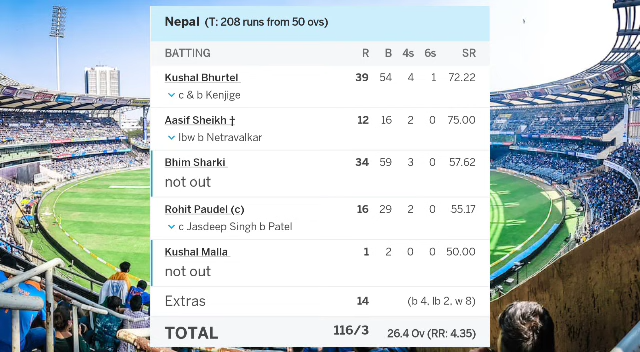 Nepal (T: 208 runs from 50 ovs)
BATTING R B 4s 6s SR
Kushal Bhurtel 39 54 4 1 72.22
c & b Kenjige
Aasif Sheikh † 12 16 2 0 75.00
lbw b Netravalkar
Bhim Sharki 34 59 3 0 57.62
not out
Rohit Paudel (c) 16 29 2 0 55.17
c Jasdeep Singh b Patel
Kushal Malla 1 2 0 0 50.00
not out
Extras 14 (b 4, lb 2, w 8)
TOTAL 116/3 26.4 Ov (RR: 4.35)